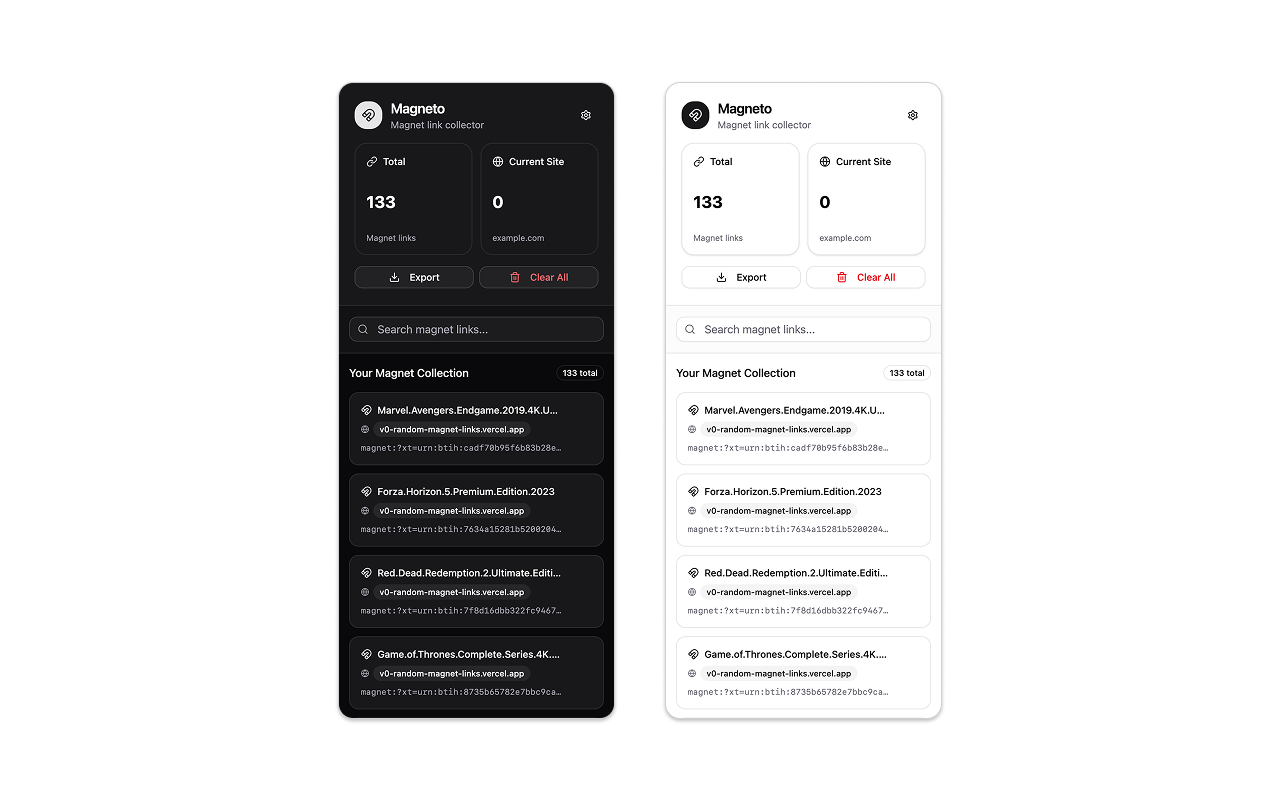 Magneto
Magnet link collector
Total
Current Site
133
0
Magnet links
example.com
Export
Clear All
Search magnet links...
Your Magnet Collection
133 total
Marvel.Avengers.Endgame.2019.4K.U...
v0-random-magnet-links.vercel.app
magnet:?xt=urn:btih:cadf70b95f6b83b28e…
Forza.Horizon.5.Premium.Edition.2023
v0-random-magnet-links.vercel.app
magnet:?xt=urn:btih:7634a15281b5200204…
Red.Dead.Redemption.2.Ultimate.Editi...
v0-random-magnet-links.vercel.app
magnet:?xt=urn:btih:7f8d16dbb322fc9467…
Game.of.Thrones.Complete.Series.4K....
v0-random-magnet-links.vercel.app
magnet:?xt=urn:btih:8735b65782e7bbc9ca…
Magneto
Magnet link collector
Total
Current Site
133
0
Magnet links
example.com
Export
Clear All
Search magnet links...
Your Magnet Collection
133 total
Marvel.Avengers.Endgame.2019.4K.U...
v0-random-magnet-links.vercel.app
magnet:?xt=urn:btih:cadf70b95f6b83b28e…
Forza.Horizon.5.Premium.Edition.2023
v0-random-magnet-links.vercel.app
magnet:?xt=urn:btih:7634a15281b5200204…
Red.Dead.Redemption.2.Ultimate.Editi...
v0-random-magnet-links.vercel.app
magnet:?xt=urn:btih:7f8d16dbb322fc9467…
Game.of.Thrones.Complete.Series.4K....
v0-random-magnet-links.vercel.app
magnet:?xt=urn:btih:8735b65782e7bbc9ca…